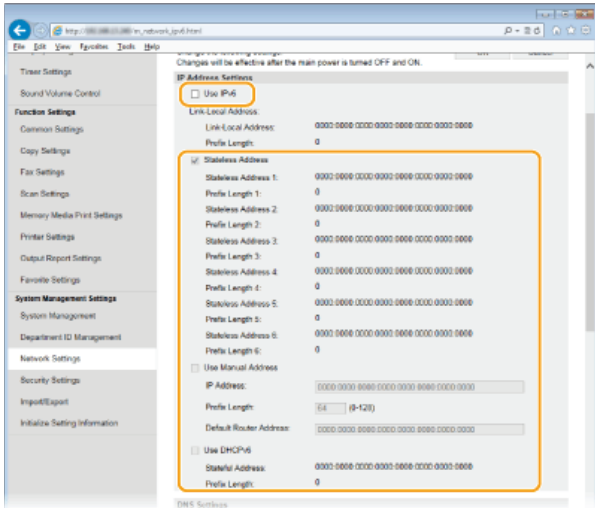 http://
/m_network_ipv6.html
File Edit View Favorites Tools Help
Changes will be effective after the main power is turned OFF and ON.
Timer Settings
Sound Volume Control
Function Settings
Common Settings
Copy Settings
Fax Settings
Scan Settings
Memory Media Print Settings
Printer Settings
Output Report Settings
Favorite Settings
System Management Settings
System Management
Department ID Management
Network Settings
Security Settings
Import/Export
Initialize Setting Information
IP Address Settings
Use IPv6
Link-Local Address:
Link-Local Address: 0000:0000:0000:0000:0000:0000:0000:0000
Prefix Length: 0
Stateless Address
Stateless Address 1: 0000:0000:0000:0000:0000:0000:0000:0000
Prefix Length 1: 0
Stateless Address 2: 0000:0000:0000:0000:0000:0000:0000:0000
Prefix Length 2: 0
Stateless Address 3: 0000:0000:0000:0000:0000:0000:0000:0000
Prefix Length 3: 0
Stateless Address 4: 0000:0000:0000:0000:0000:0000:0000:0000
Prefix Length 4: 0
Stateless Address 5: 0000:0000:0000:0000:0000:0000:0000:0000
Prefix Length 5: 0
Stateless Address 6: 0000:0000:0000:0000:0000:0000:0000:0000
Prefix Length 6: 0
Use Manual Address
IP Address: 0000:0000:0000:0000:0000:0000:0000:0000
Prefix Length: 64 (0-128)
Default Router Address: 0000:0000:0000:0000:0000:0000:0000:0000
Use DHCPv6
Stateful Address: 0000:0000:0000:0000:0000:0000:0000:0000
Prefix Length: 0
DNS Settings